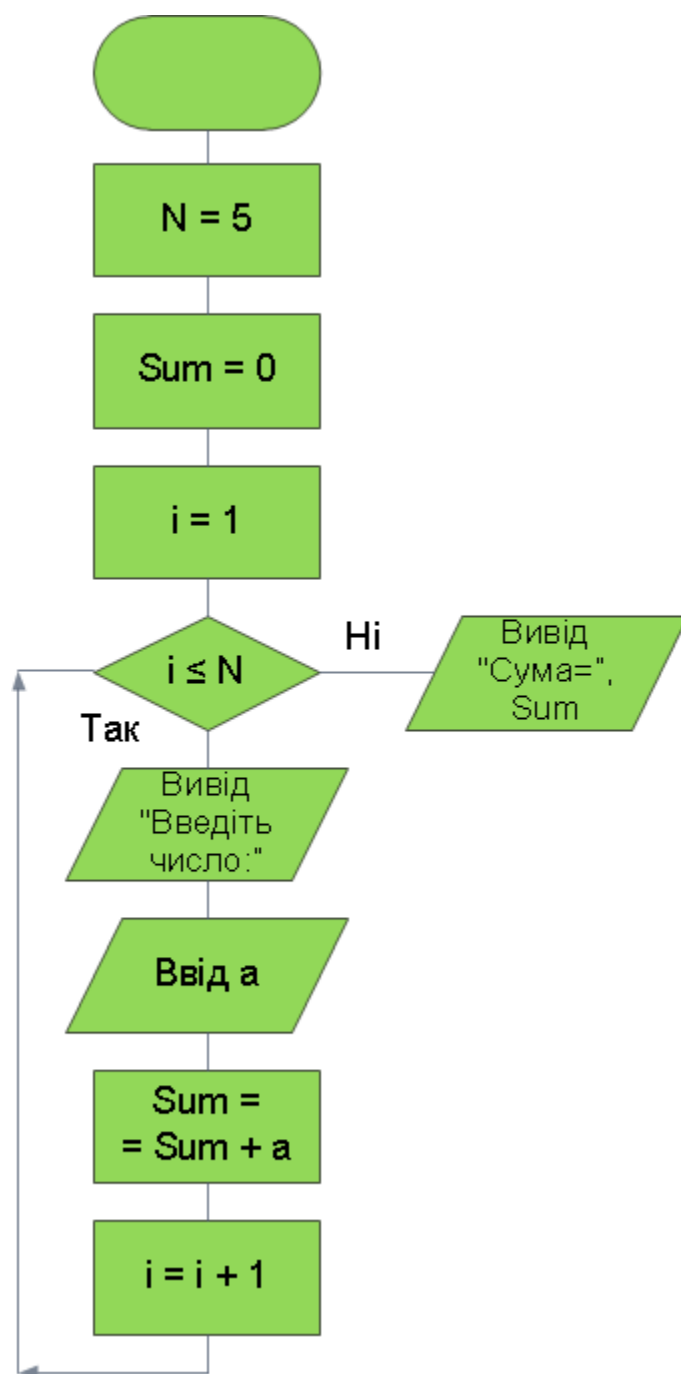 N = 5
Sum = 0
i = 1
i ≤ N
Ні
Вивід
"Сума=",
Sum
Так
Вивід
"Введіть
число:"
Ввід a
Sum =
= Sum + a
i = i + 1